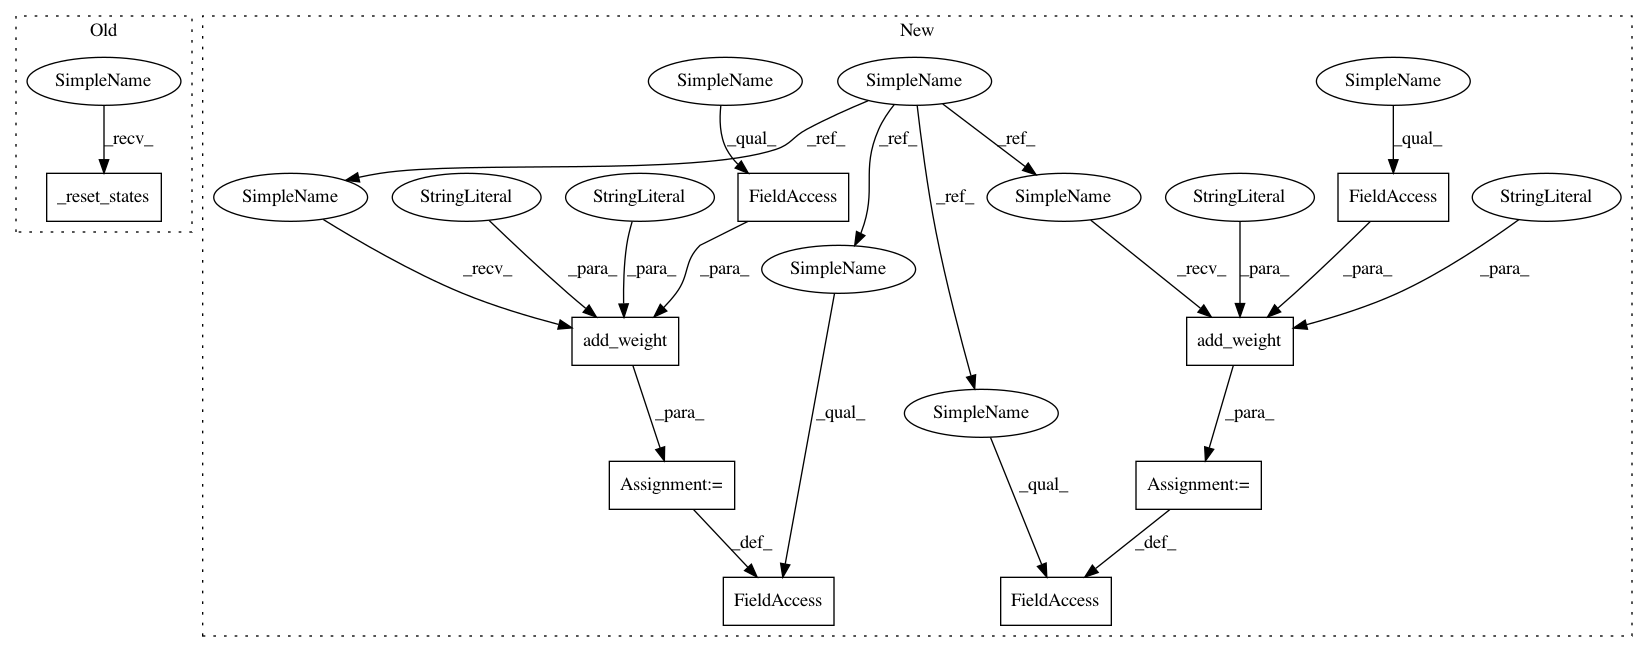 Old
New
SimpleName
SimpleName
SimpleName
SimpleName
_recv_
_qual_
_ref_
_ref_
_ref_
_qual_
_reset_states
SimpleName
StringLiteral
StringLiteral
FieldAccess
_ref_
SimpleName
StringLiteral
FieldAccess
StringLiteral
_recv_
_para_
_para_
_para_
SimpleName
_recv_
_para_
_para_
_para_
add_weight
add_weight
_para_
_qual_
SimpleName
_para_
Assignment:=
_qual_
Assignment:=
_def_
_def_
FieldAccess
FieldAccess